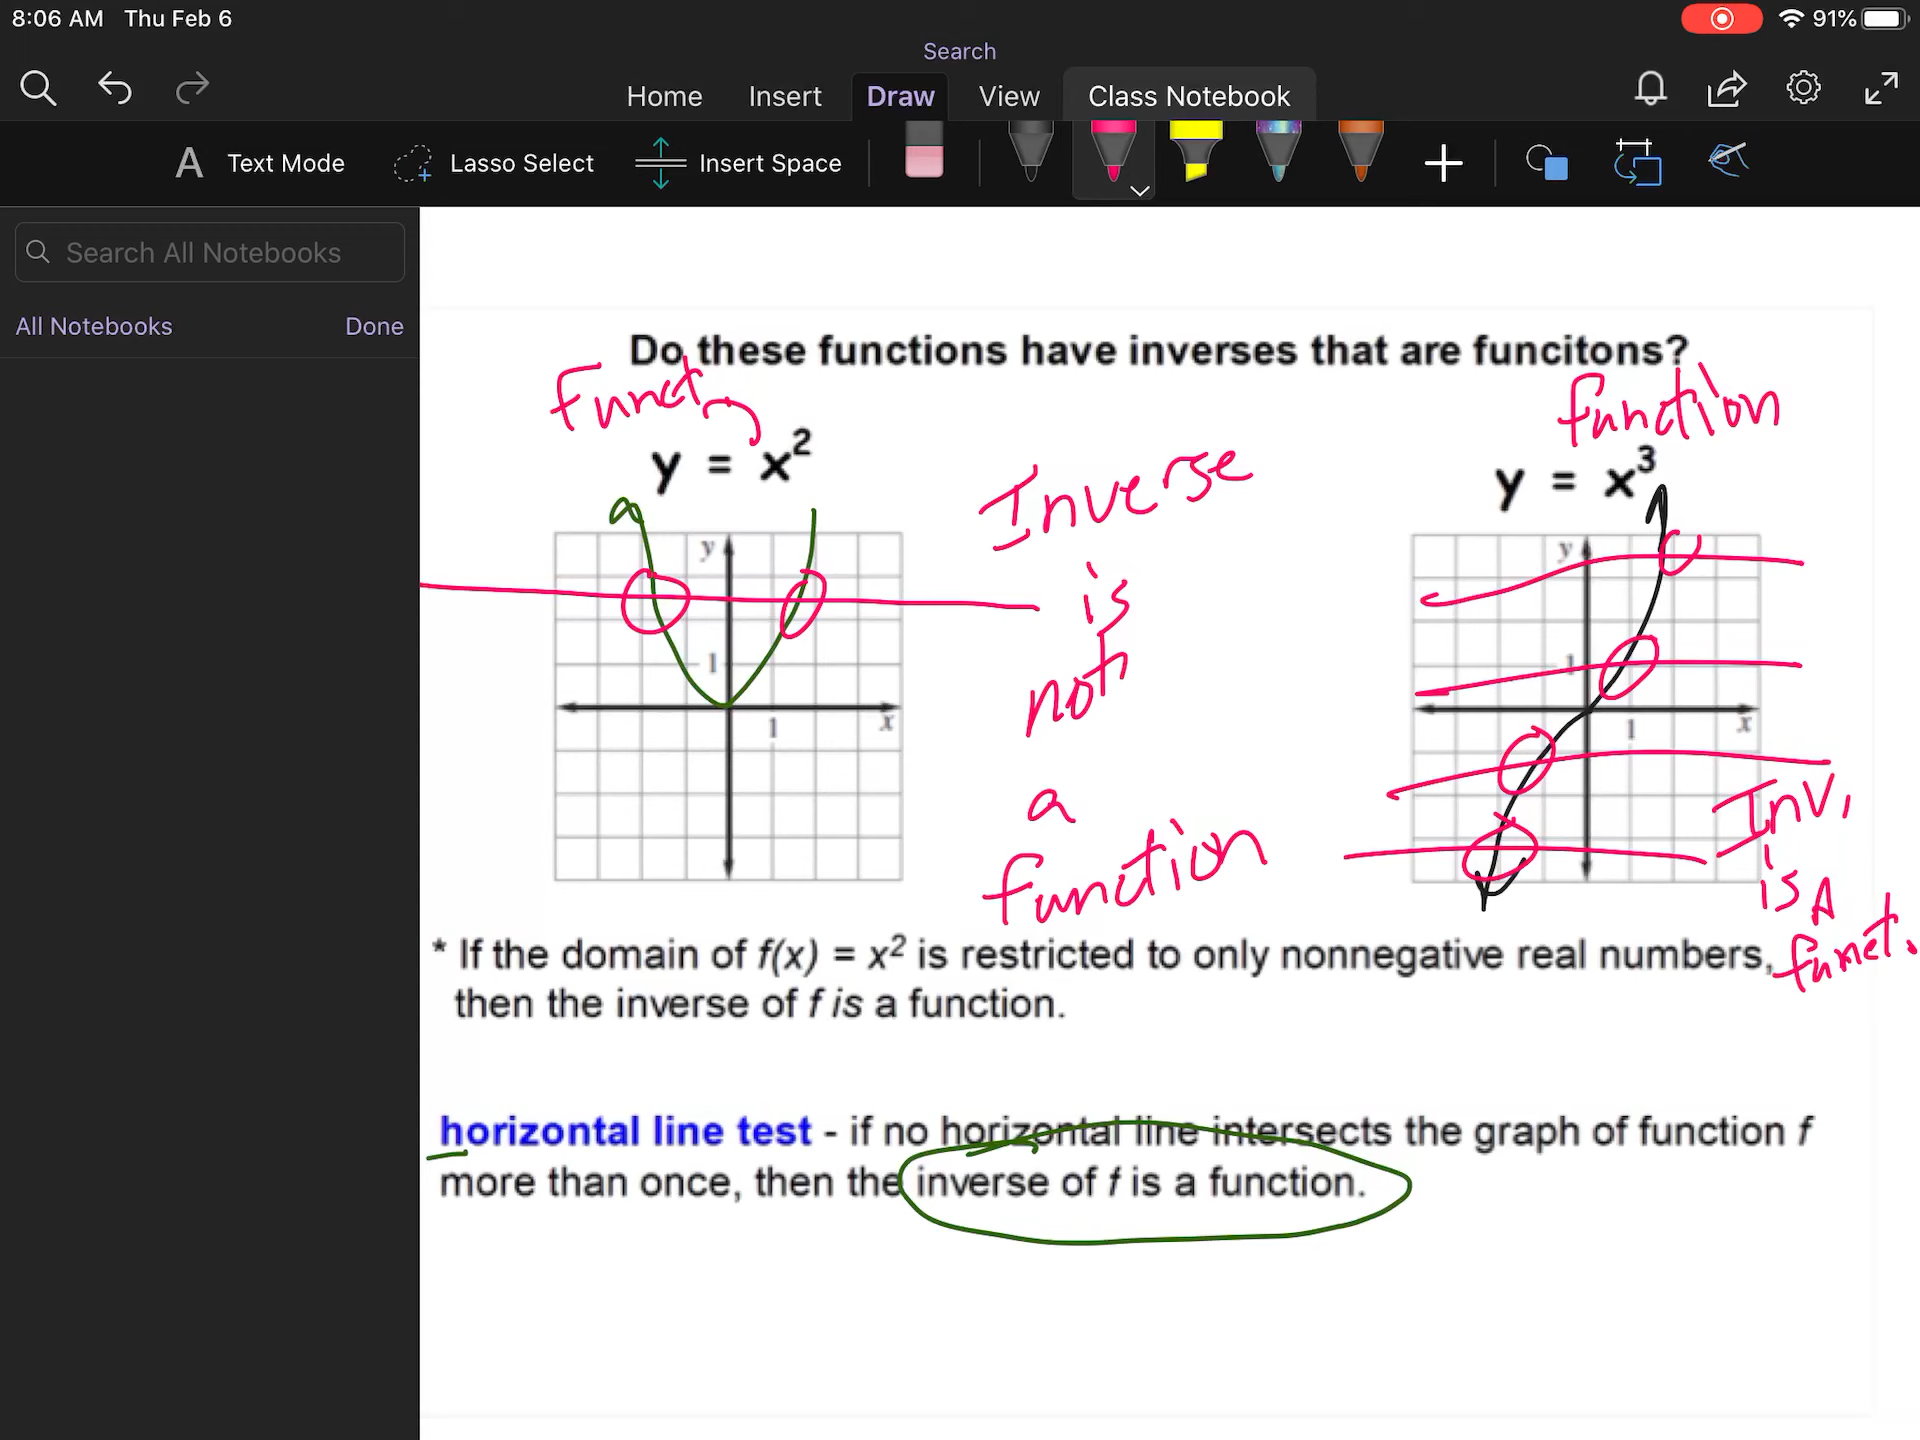 8:06 AM Thu Feb 6
91%
Search
Home Insert Draw View Class Notebook
A Text Mode Lasso Select Insert Space
Search All Notebooks
All Notebooks Done
Do these functions have inverses that are funcitons?
Funct
y = x²
y
1
1
x
Inverse
is
not
a
function
function
y = x³
y
1
1
x
Inv.
is A
funct.
* If the domain of f(x) = x² is restricted to only nonnegative real numbers,
then the inverse of f is a function.
horizontal line test - if no horizontal line intersects the graph of function f
more than once, then the inverse of f is a function.